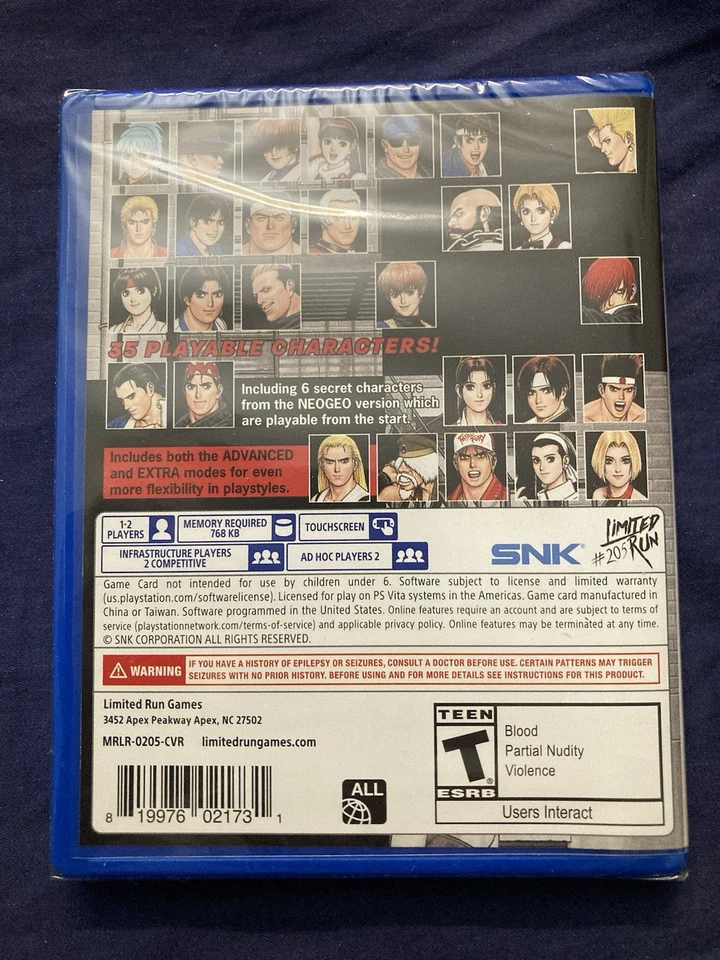 35 PLAYABLE CHARACTERS!
Including 6 secret characters
from the NEOGEO version which
are playable from the start.
Includes both the ADVANCED
and EXTRA modes for even
more flexibility in playstyles.
1-2
PLAYERS
MEMORY REQUIRED
768 KB
TOUCHSCREEN
INFRASTRUCTURE PLAYERS
2 COMPETITIVE
AD HOC PLAYERS 2
SNK
LIMITED
RUN
#205
Game Card not intended for use by children under 6. Software subject to license and limited warranty
(us.playstation.com/softwarelicense). Licensed for play on PS Vita systems in the Americas. Game card manufactured in
China or Taiwan. Software programmed in the United States. Online features require an account and are subject to terms of
service (playstationnetwork.com/terms-of-service) and applicable privacy policy. Online features may be terminated at any time.
© SNK CORPORATION ALL RIGHTS RESERVED.
WARNING
IF YOU HAVE A HISTORY OF EPILEPSY OR SEIZURES, CONSULT A DOCTOR BEFORE USE. CERTAIN PATTERNS MAY TRIGGER
SEIZURES WITH NO PRIOR HISTORY. BEFORE USING AND FOR MORE DETAILS SEE INSTRUCTIONS FOR THIS PRODUCT.
Limited Run Games
3452 Apex Peakway Apex, NC 27502
MRLR-0205-CVR limitedrungames.com
8 19976 02173 1
ALL
TEEN
T
ESRB
Blood
Partial Nudity
Violence
Users Interact